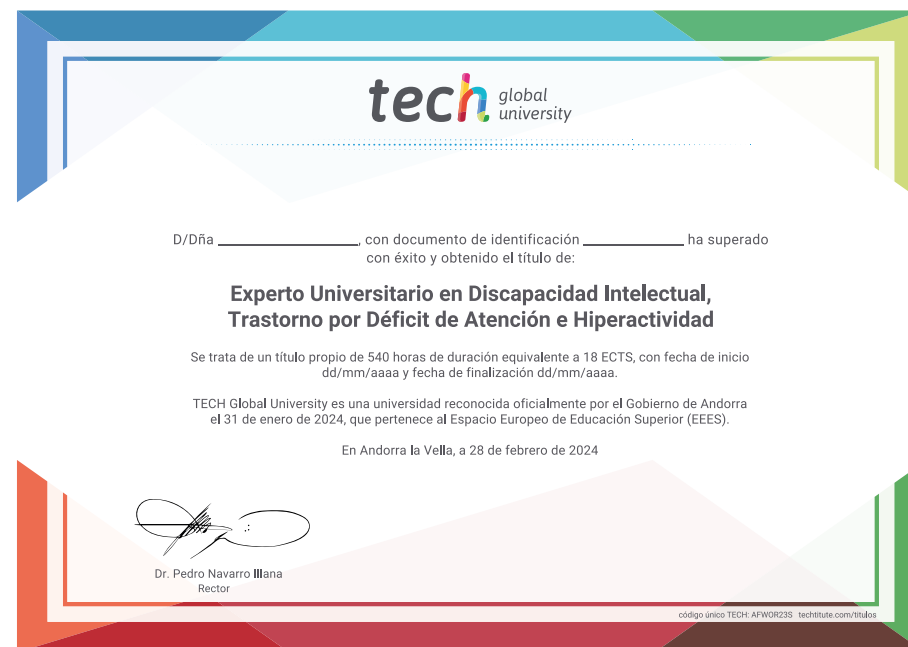 tech global university
D/Dña ____________________, con documento de identificación ______________ ha superado
con éxito y obtenido el título de:
Experto Universitario en Discapacidad Intelectual,
Trastorno por Déficit de Atención e Hiperactividad
Se trata de un título propio de 540 horas de duración equivalente a 18 ECTS, con fecha de inicio
dd/mm/aaaa y fecha de finalización dd/mm/aaaa.
TECH Global University es una universidad reconocida oficialmente por el Gobierno de Andorra
el 31 de enero de 2024, que pertenece al Espacio Europeo de Educación Superior (EEES).
En Andorra la Vella, a 28 de febrero de 2024
Dr. Pedro Navarro Illana
Rector
código único TECH: AFWOR23S techtitute.com/titulos